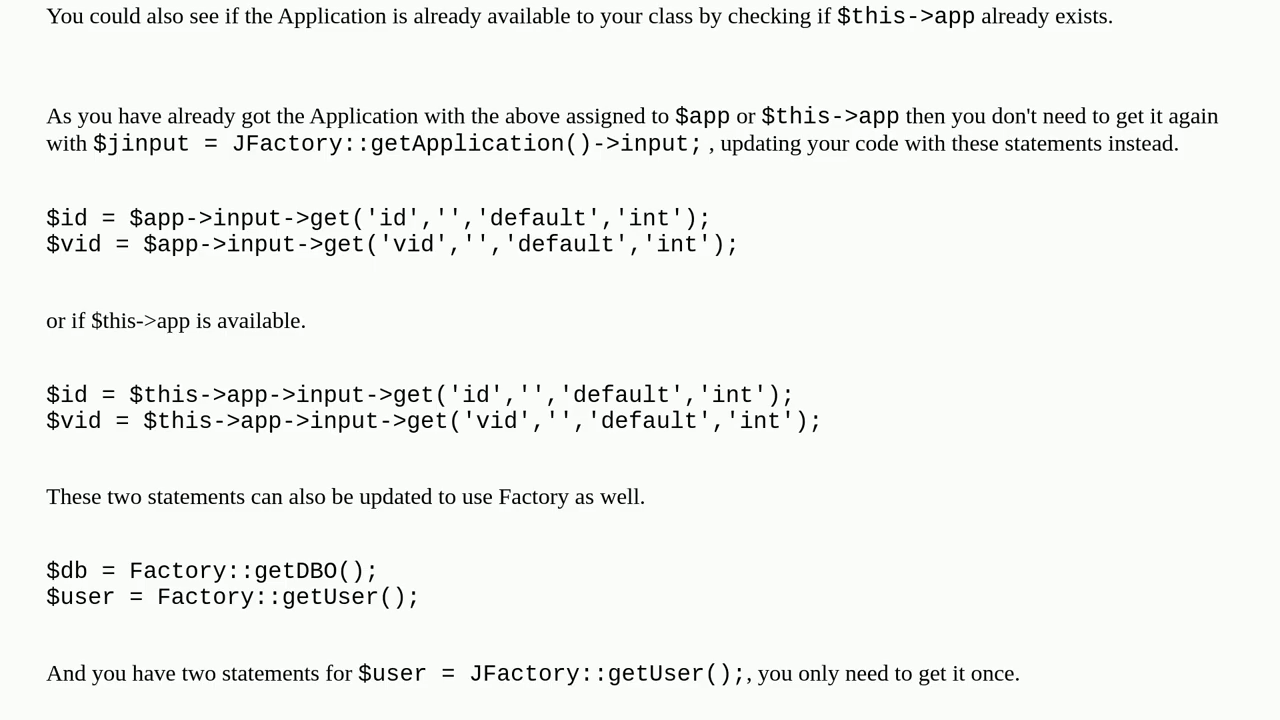 You could also see if the Application is already available to your class by checking if $this->app already exists.
As you have already got the Application with the above assigned to $app or $this->app then you don't need to get it again
with $jinput = JFactory::getApplication()->input; , updating your code with these statements instead.
$id = $app->input->get('id','','default','int');
$vid = $app->input->get('vid','','default','int');
or if $this->app is available.
$id = $this->app->input->get('id','','default','int');
$vid = $this->app->input->get('vid','','default','int');
These two statements can also be updated to use Factory as well.
$db = Factory::getDBO();
$user = Factory::getUser();
And you have two statements for $user = JFactory::getUser();, you only need to get it once.